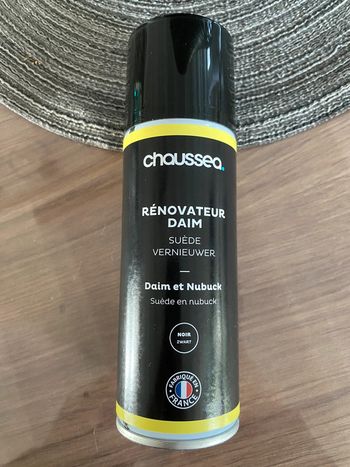 chaussea.
RÉNOVATEUR
DAIM
SUÈDE
VERNIEUWER
Daim et Nubuck
Suède en nubuck
NOIR
ZWART
FABRIQUÉ EN
FRANCE